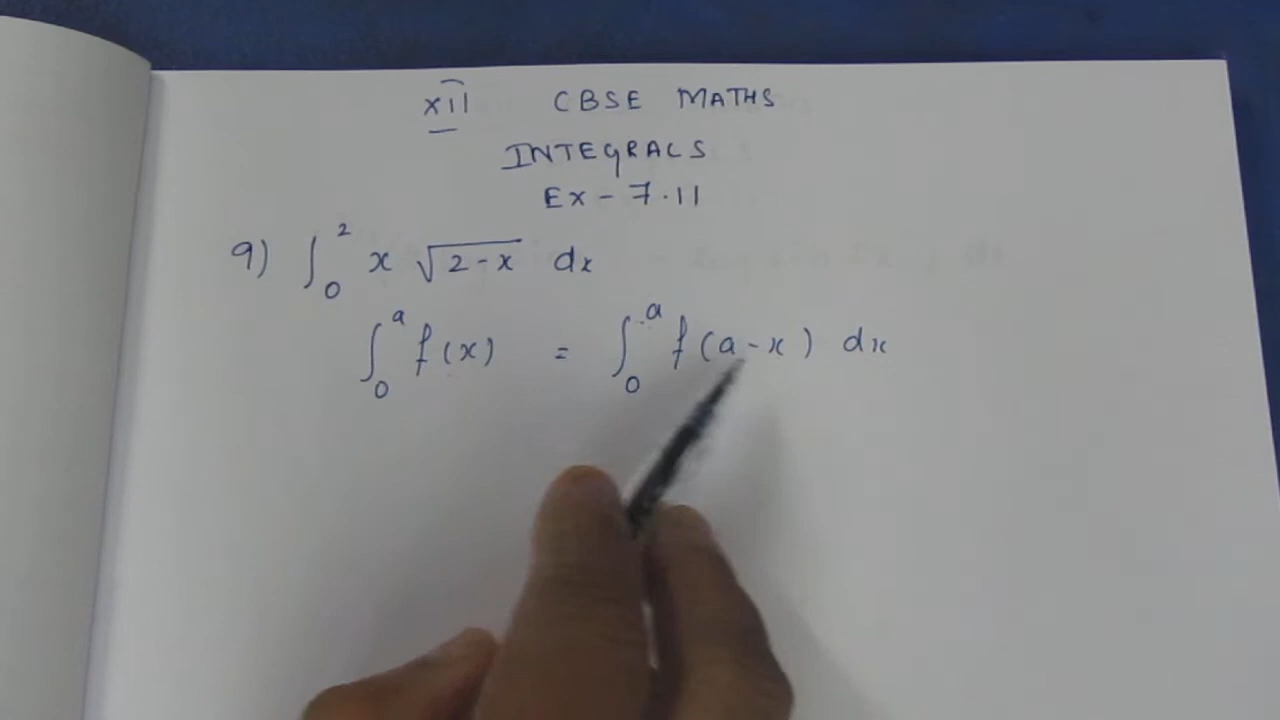 XII CBSE MATHS
INTEGRALS
Ex - 7.11
9) ∫₀² x √(2-x) dx
∫₀ᵃ f(x) = ∫₀ᵃ f(a-x) dx